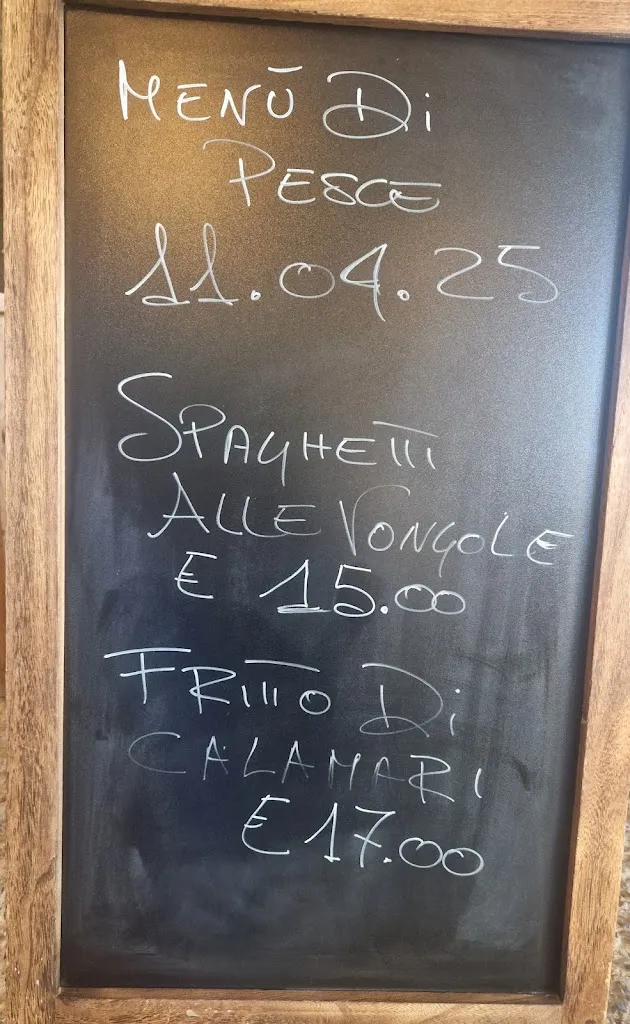 MENÙ Di
PESCE
11.04.25
SPAGHETTI
ALLE VONGOLE
€ 15.00
FRITTO Di
CALAMARI
€ 17.00